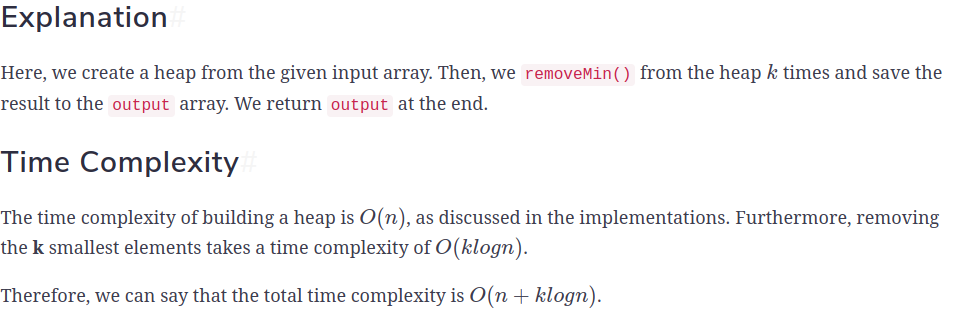 Explanation#
Here, we create a heap from the given input array. Then, we removeMin() from the heap k times and save the
result to the output array. We return output at the end.
Time Complexity#
The time complexity of building a heap is O(n), as discussed in the implementations. Furthermore, removing
the k smallest elements takes a time complexity of O(klogn).
Therefore, we can say that the total time complexity is O(n + klogn).